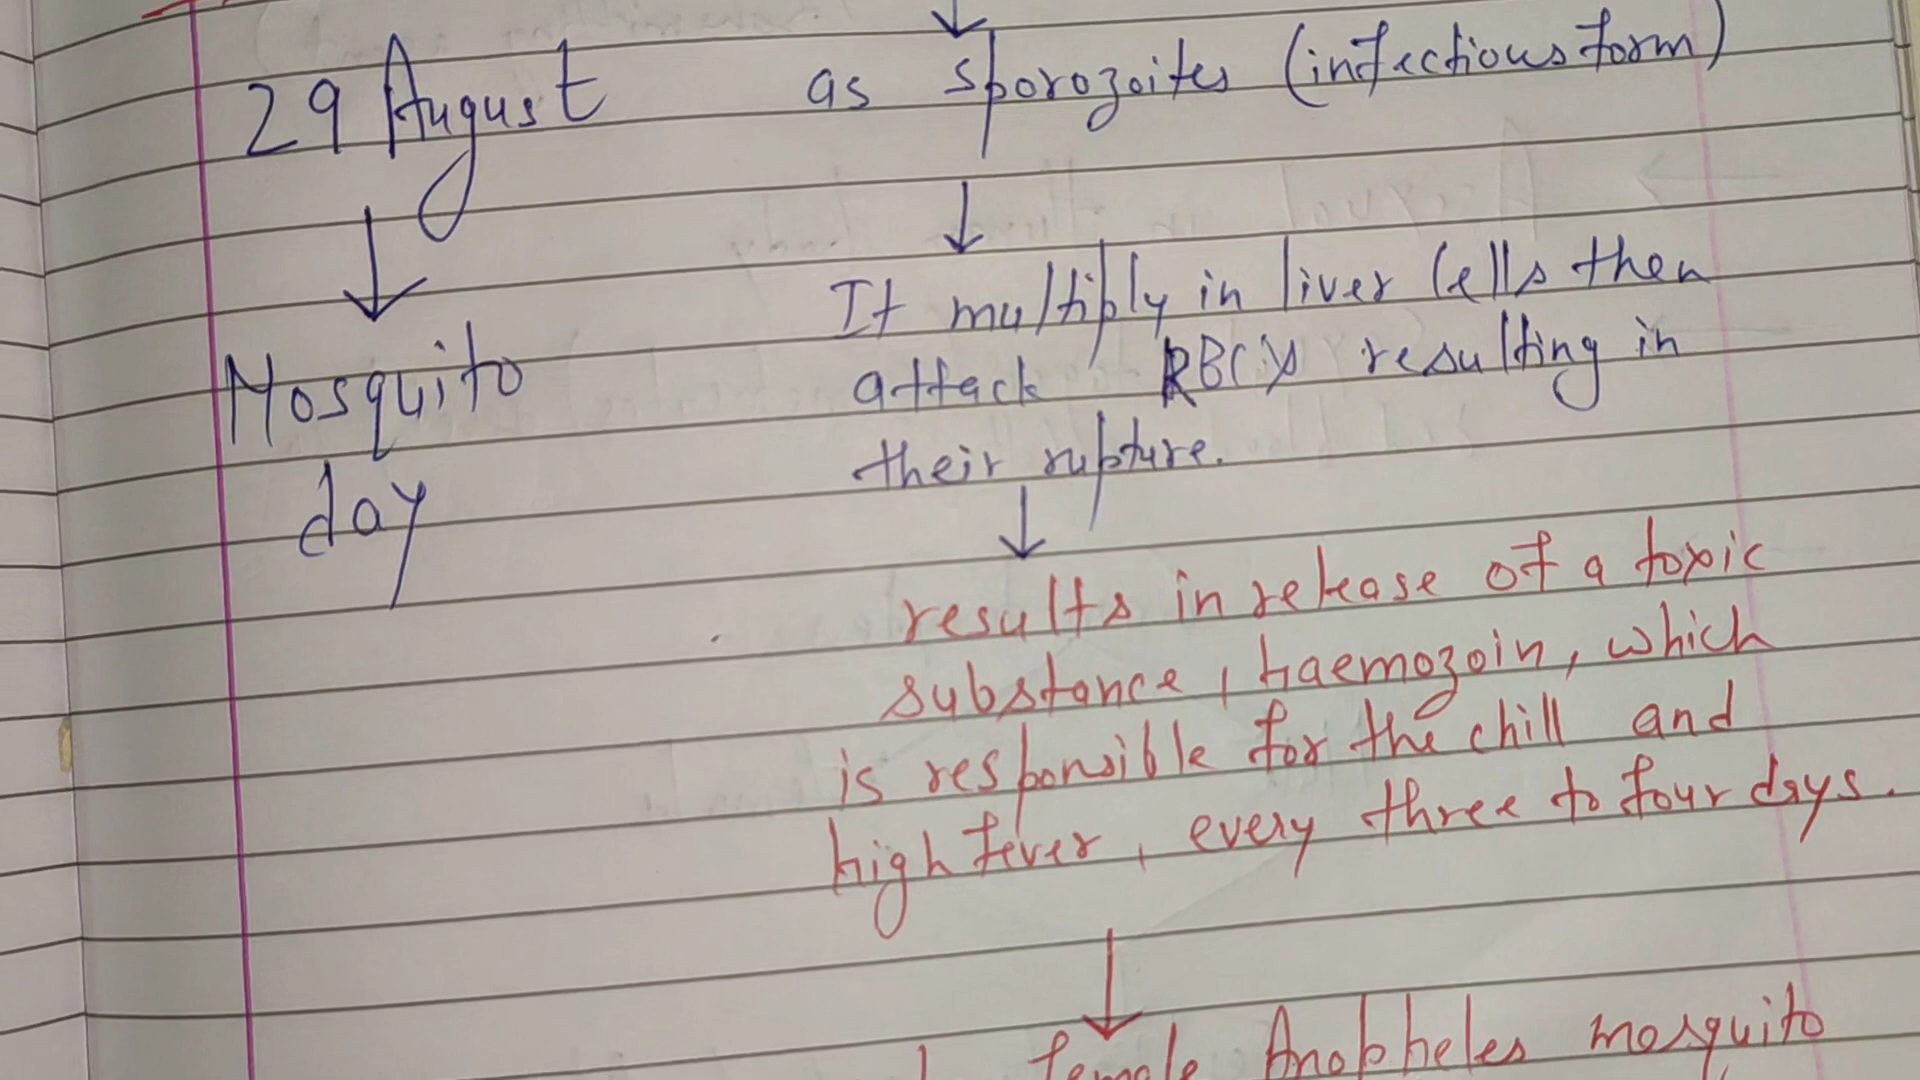 29 August
↓
Mosquito
day
↓
as sporozoites (infectious form)
↓
It multiply in liver cells then
attack RBCs resulting in
their rupture.
↓
results in release of a toxic
substance, haemozoin, which
is responsible for the chill and
high fever, every three to four days.
↓
female Anopheles mosquito